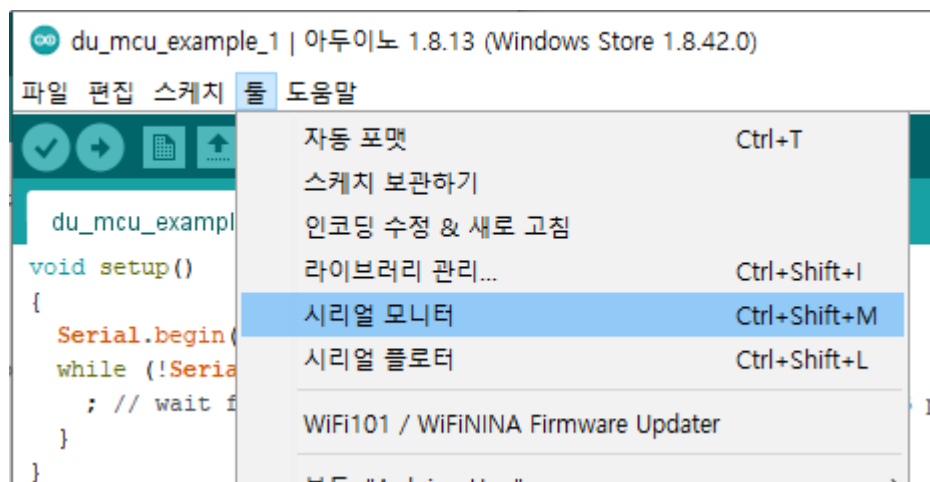 du_mcu_example_1 | 아두이노 1.8.13 (Windows Store 1.8.42.0)
파일 편집 스케치 툴 도움말
자동 포맷 Ctrl+T
스케치 보관하기
du_mcu_exampl
인코딩 수정 & 새로 고침
void setup()
라이브러리 관리... Ctrl+Shift+I
{
시리얼 모니터 Ctrl+Shift+M
Serial.begin(
while (!Seria
시리얼 플로터 Ctrl+Shift+L
; // wait f
WiFi101 / WiFiNINA Firmware Updater
}
}